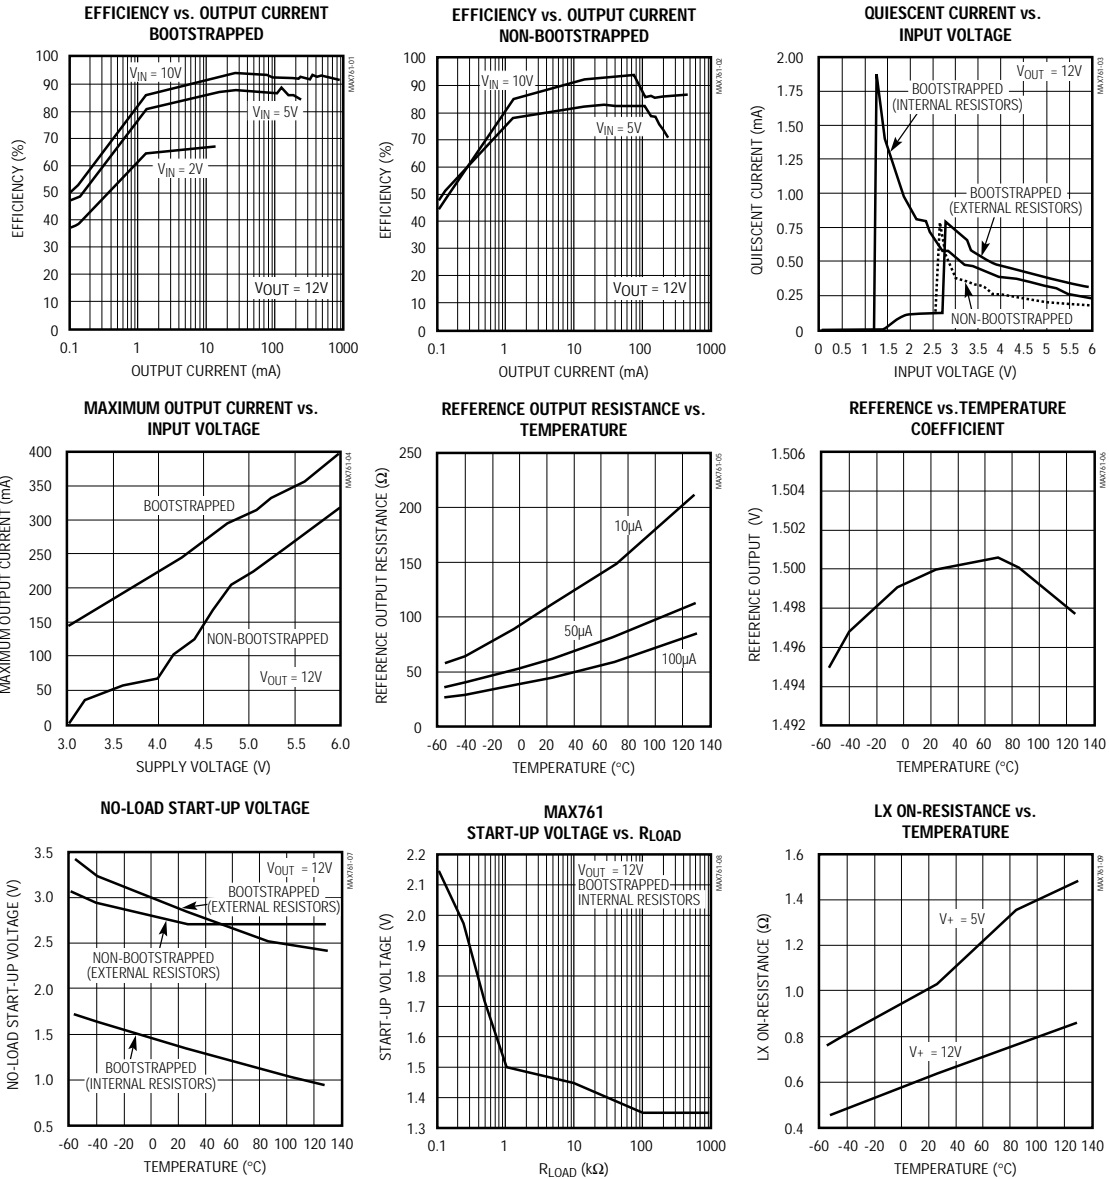 EFFICIENCY vs. OUTPUT CURRENT
BOOTSTRAPPED
100
90
80
70
60
50
40
30
20
10
0
EFFICIENCY (%)
VIN = 10V
VIN = 5V
VIN = 2V
VOUT = 12V
0.1
1
10
100
1000
OUTPUT CURRENT (mA)
MAX761-01
EFFICIENCY vs. OUTPUT CURRENT
NON-BOOTSTRAPPED
100
90
80
70
60
50
40
30
20
10
0
EFFICIENCY (%)
VIN = 10V
VIN = 5V
VOUT = 12V
0.1
1
10
100
1000
OUTPUT CURRENT (mA)
MAX761-02
QUIESCENT CURRENT vs.
INPUT VOLTAGE
2.00
1.75
1.50
1.25
1.00
0.75
0.50
0.25
0
QUIESCENT CURRENT (mA)
VOUT = 12V
BOOTSTRAPPED
(INTERNAL RESISTORS)
BOOTSTRAPPED
(EXTERNAL RESISTORS)
NON-BOOTSTRAPPED
0 0.5 1 1.5 2 2.5 3 3.5 4 4.5 5 5.5 6
INPUT VOLTAGE (V)
MAX761-03
MAXIMUM OUTPUT CURRENT vs.
INPUT VOLTAGE
400
350
300
250
200
150
100
50
0
MAXIMUM OUTPUT CURRENT (mA)
BOOTSTRAPPED
NON-BOOTSTRAPPED
VOUT = 12V
3.0 3.5 4.0 4.5 5.0 5.5 6.0
SUPPLY VOLTAGE (V)
MAX761-04
REFERENCE OUTPUT RESISTANCE vs.
TEMPERATURE
250
200
150
100
50
0
REFERENCE OUTPUT RESISTANCE (Ω)
10µA
50µA
100µA
-60 -40 -20 0 20 40 60 80 100 120 140
TEMPERATURE (°C)
MAX761-05
REFERENCE vs.TEMPERATURE
COEFFICIENT
1.506
1.504
1.502
1.500
1.498
1.496
1.494
1.492
REFERENCE OUTPUT (V)
-60 -40 -20 0 20 40 60 80 100 120 140
TEMPERATURE (°C)
MAX761-06
NO-LOAD START-UP VOLTAGE
3.5
3.0
2.5
2.0
1.5
1.0
0.5
NO-LOAD START-UP VOLTAGE (V)
VOUT = 12V
BOOTSTRAPPED
(EXTERNAL RESISTORS)
NON-BOOTSTRAPPED
(EXTERNAL RESISTORS)
BOOTSTRAPPED
(INTERNAL RESISTORS)
-60 -40 -20 0 20 40 60 80 100 120 140
TEMPERATURE (°C)
MAX761-07
MAX761
START-UP VOLTAGE vs. RLOAD
2.2
2.1
2.0
1.9
1.8
1.7
1.6
1.5
1.4
1.3
START-UP VOLTAGE (V)
VOUT = 12V
BOOTSTRAPPED
INTERNAL RESISTORS
0.1
1
10
100
1000
RLOAD (kΩ)
MAX761-08
LX ON-RESISTANCE vs.
TEMPERATURE
1.6
1.4
1.2
1.0
0.8
0.6
0.4
LX ON-RESISTANCE (Ω)
V+ = 5V
V+ = 12V
-60 -40 -20 0 20 40 60 80 100 120 140
TEMPERATURE (°C)
MAX761-09